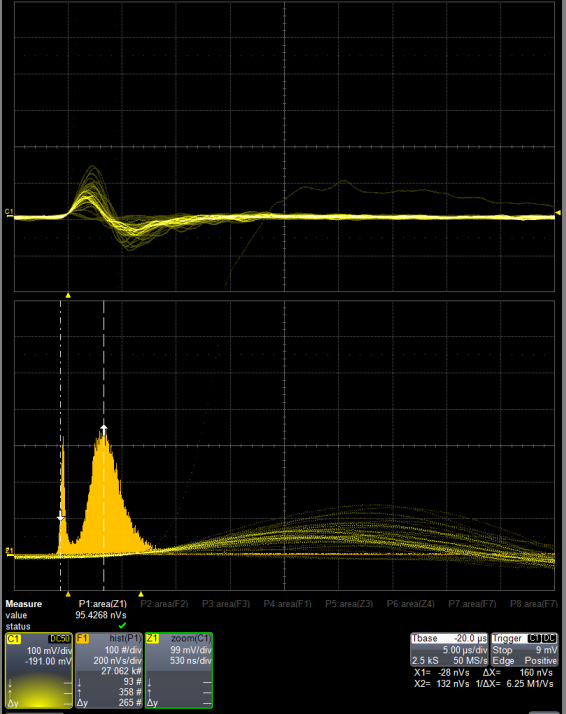 C1
Z1
Measure P1:area(Z1) P2:area(F2) P3:area(F3) P4:area(F1) P5:area(Z3) P6:area(Z4) P7:area(F7) P8:area(F7)
value 95.4268 nVs
status
C1 DC50 F1 hist(P1) Z1 zoom(C1) Tbase -20.0 µs Trigger C1 DC
100 mV/div 100 #/div 99 mV/div 5.00 µs/div Stop 9 mV
-191.00 mV 200 nVs/div 530 ns/div 2.5 kS 50 MS/s Edge Positive
27.062 k# X1= -28 nVs ΔX= 160 nVs
↓ --- 93 # ↓ --- X2= 132 nVs 1/ΔX= 6.25 M1/Vs
↑ --- 358 # ↑ ---
Δy --- 265 # Δy ---